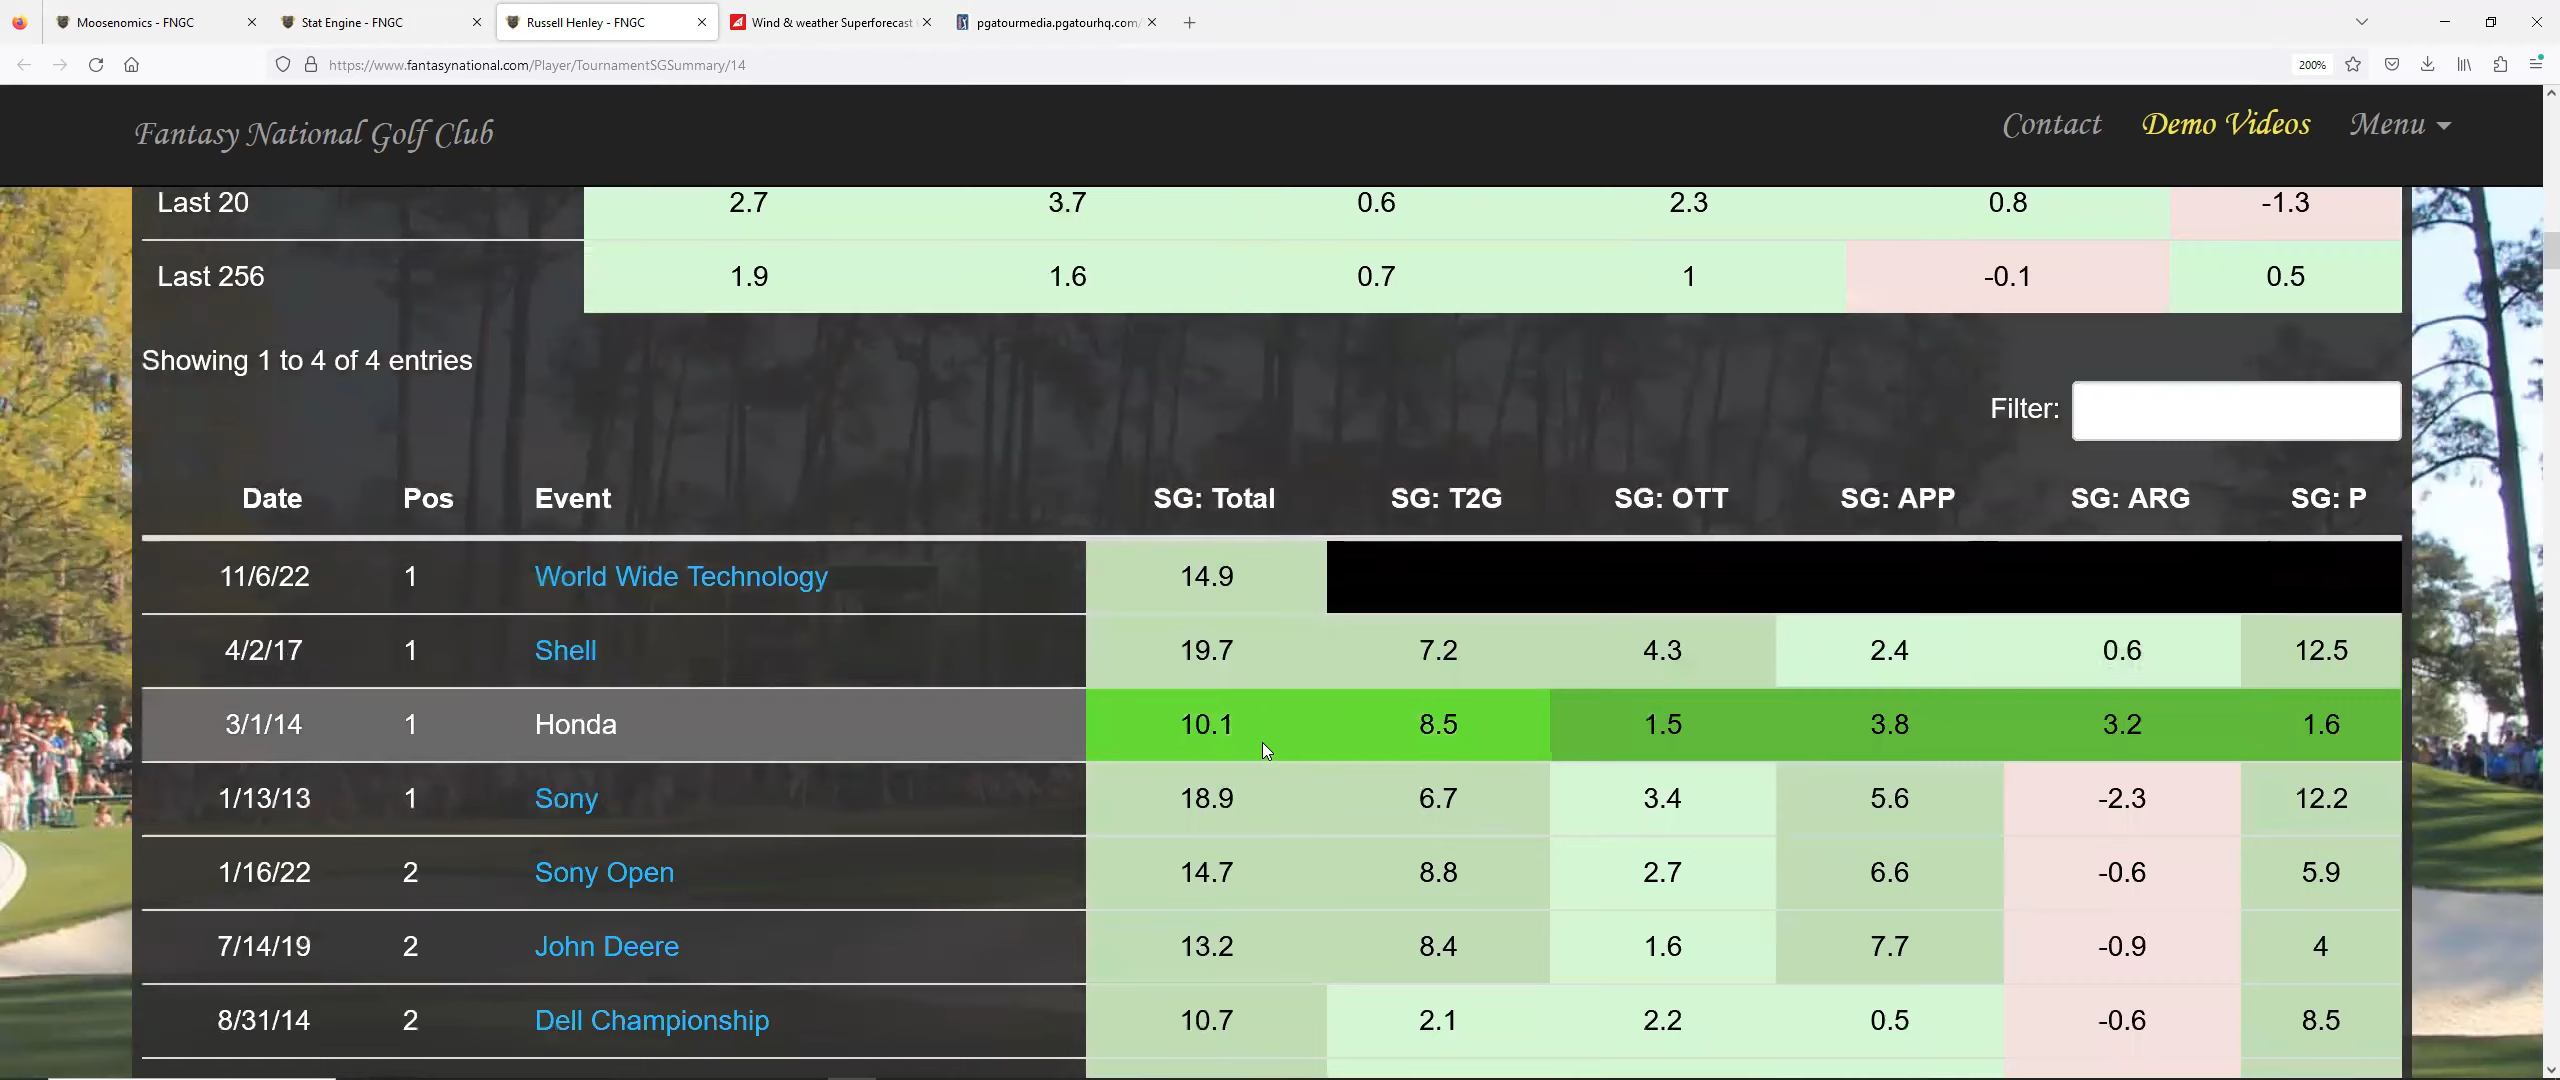 Moosenomics - FNGC
Stat Engine - FNGC
Russell Henley - FNGC
Wind & weather Superforecast
pgatourmedia.pgatourhq.com/
https://www.fantasynational.com/Player/TournamentSGSummary/14
200%
Fantasy National Golf Club
Contact Demo Videos Menu
Last 20 2.7 3.7 0.6 2.3 0.8 -1.3
Last 256 1.9 1.6 0.7 1 -0.1 0.5
Showing 1 to 4 of 4 entries
Filter:
Date Pos Event SG: Total SG: T2G SG: OTT SG: APP SG: ARG SG: P
11/6/22 1 World Wide Technology 14.9
4/2/17 1 Shell 19.7 7.2 4.3 2.4 0.6 12.5
3/1/14 1 Honda 10.1 8.5 1.5 3.8 3.2 1.6
1/13/13 1 Sony 18.9 6.7 3.4 5.6 -2.3 12.2
1/16/22 2 Sony Open 14.7 8.8 2.7 6.6 -0.6 5.9
7/14/19 2 John Deere 13.2 8.4 1.6 7.7 -0.9 4
8/31/14 2 Dell Championship 10.7 2.1 2.2 0.5 -0.6 8.5